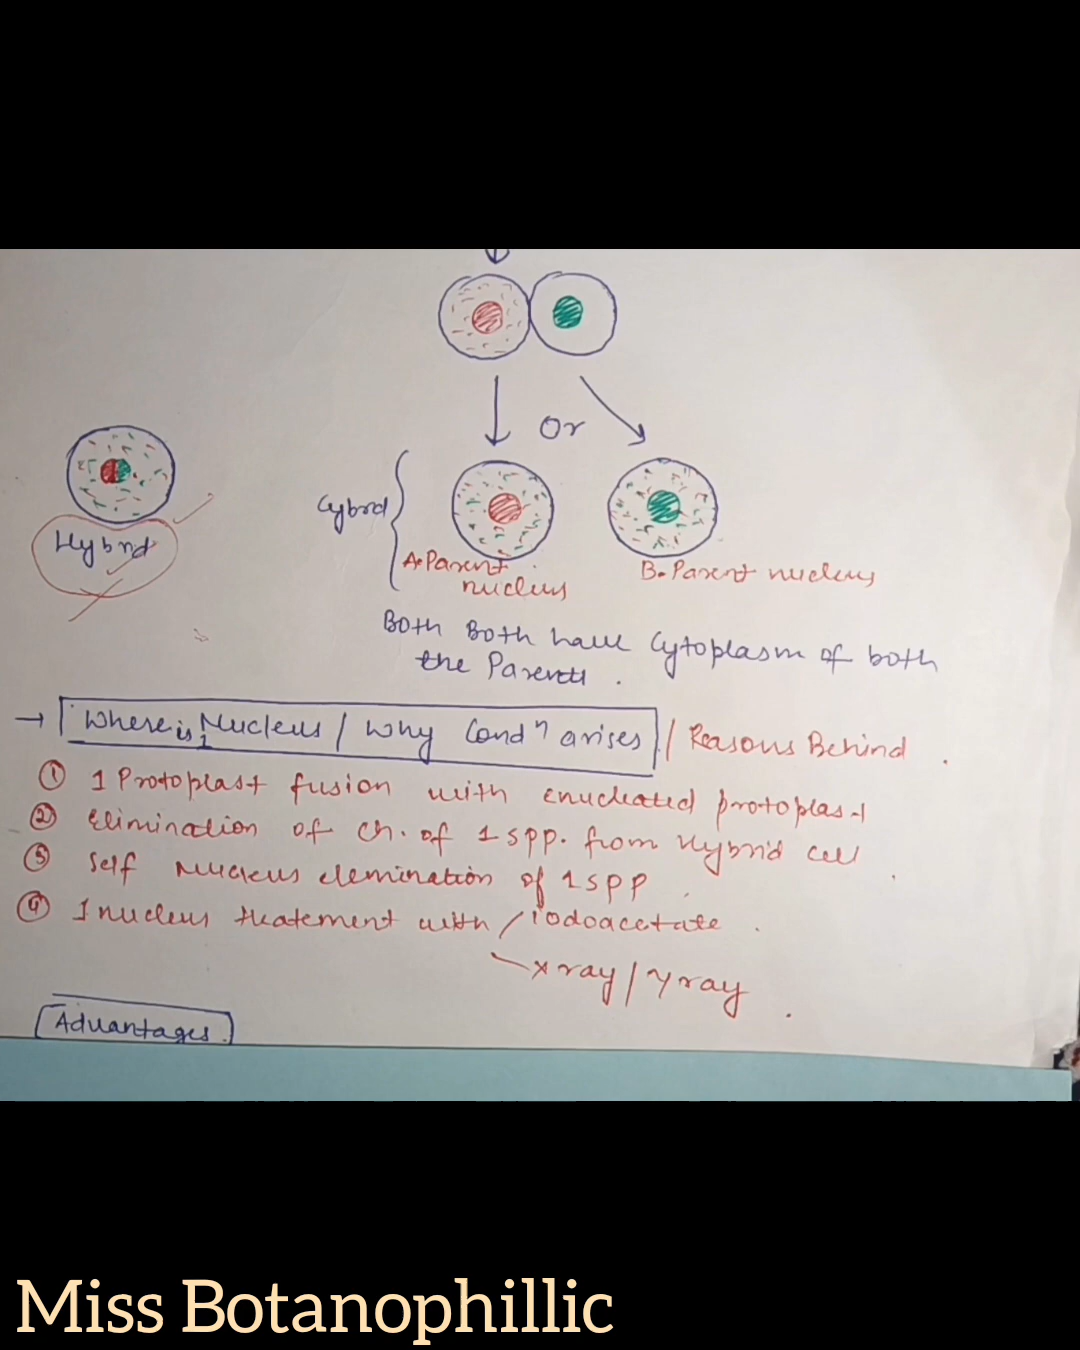 Or
Hybrid
Cybrid
A-Parent nucleus
B-Parent nucleus
Both Both have Cytoplasm of both
the Parents.
→ Where is 1 Nucleus / Why Condⁿ arises / Reasons Behind.
① 1 Protoplast fusion with enucleated protoplast
② Elimination of Ch. of 1 spp. from Hybrid cell.
③ Self Nucleus elemination of 1 spp.
④ 1 nucleus treatement with / iodoacetate.
x ray / γ ray.
Advantages.
Miss Botanophillic